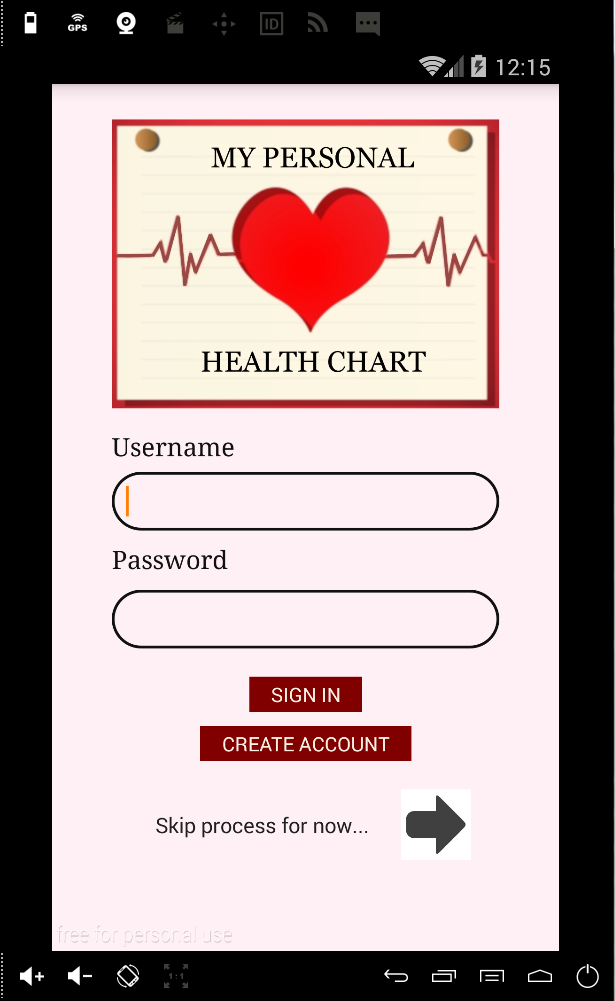 GPS
ID
12:15
MY PERSONAL
HEALTH CHART
Username
Password
SIGN IN
CREATE ACCOUNT
Skip process for now...
free for personal use
1:1